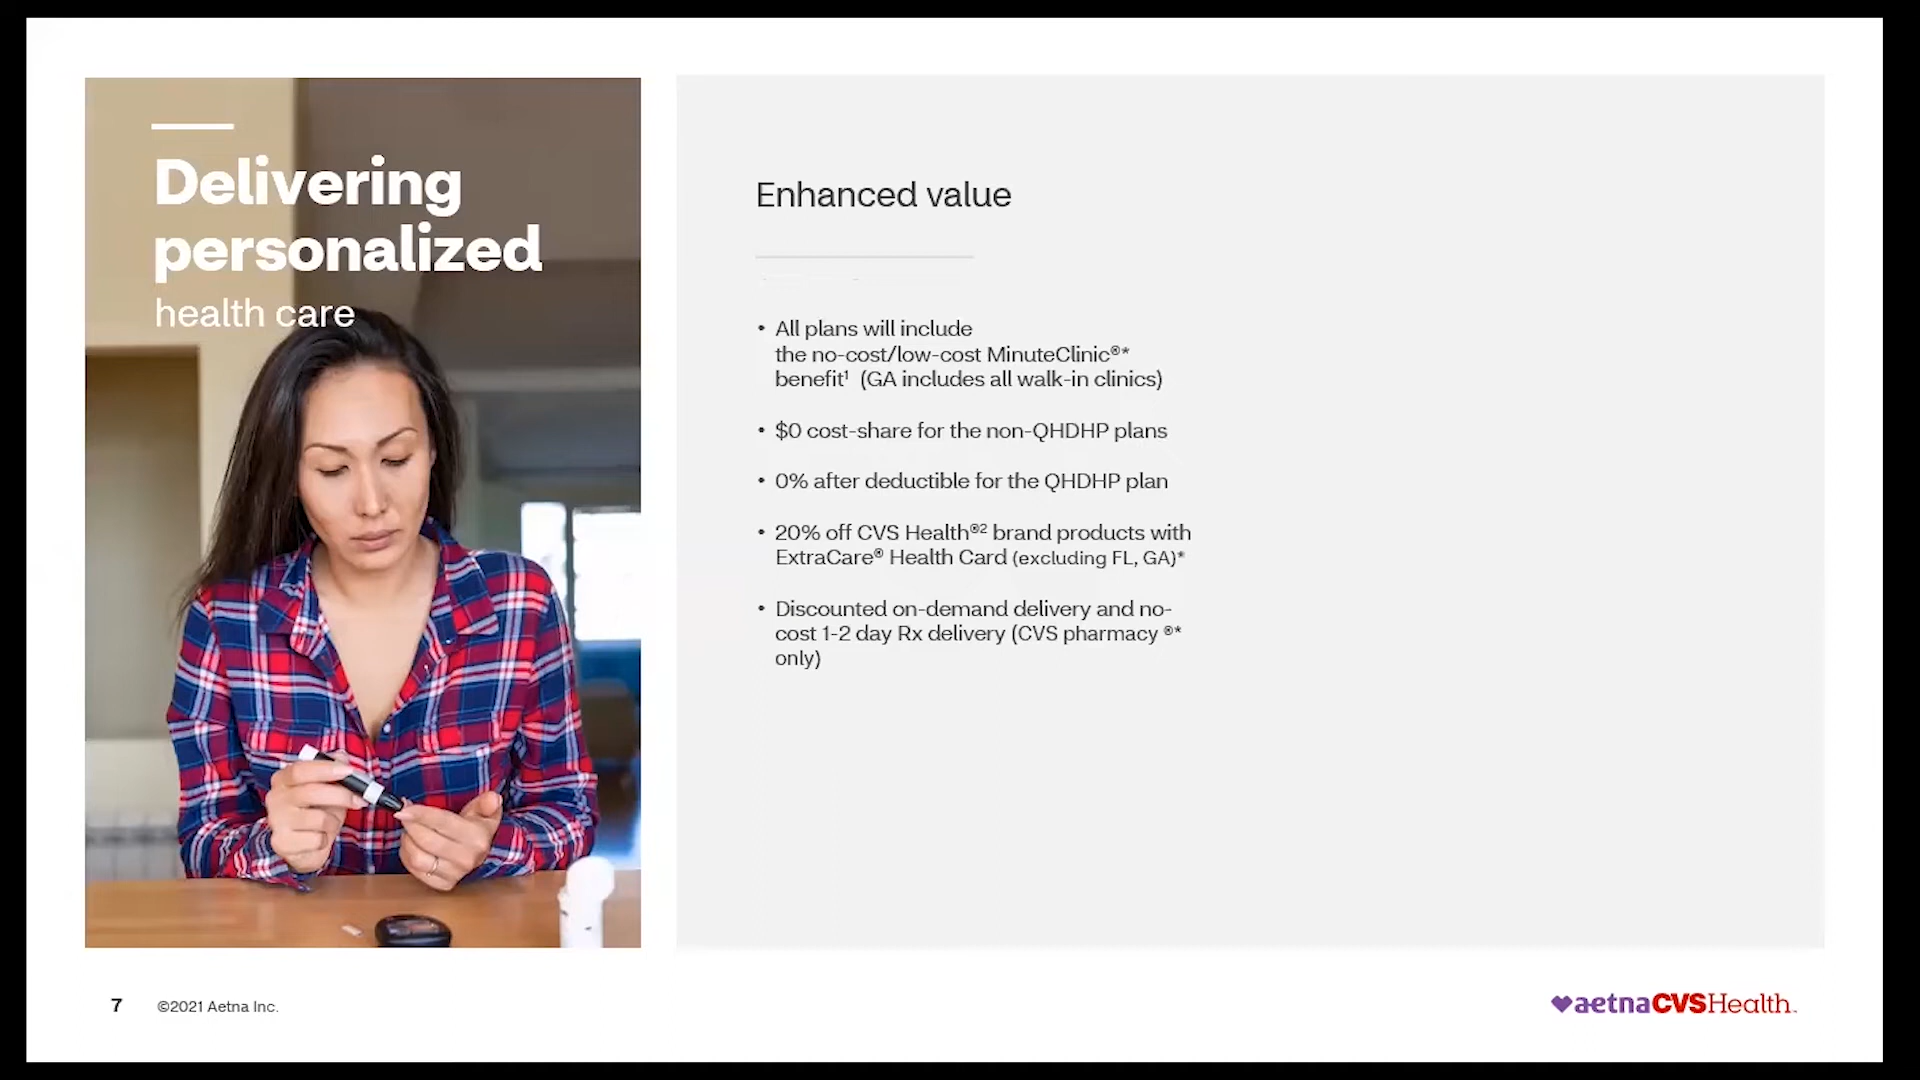 Delivering
personalized
health care
Enhanced value
• All plans will include
the no-cost/low-cost MinuteClinic®*
benefit¹ (GA includes all walk-in clinics)
• $0 cost-share for the non-QHDHP plans
• 0% after deductible for the QHDHP plan
• 20% off CVS Health®² brand products with
ExtraCare® Health Card (excluding FL, GA)*
• Discounted on-demand delivery and no-
cost 1-2 day Rx delivery (CVS pharmacy ®*
only)
7 ©2021 Aetna Inc.
aetna CVSHealth.